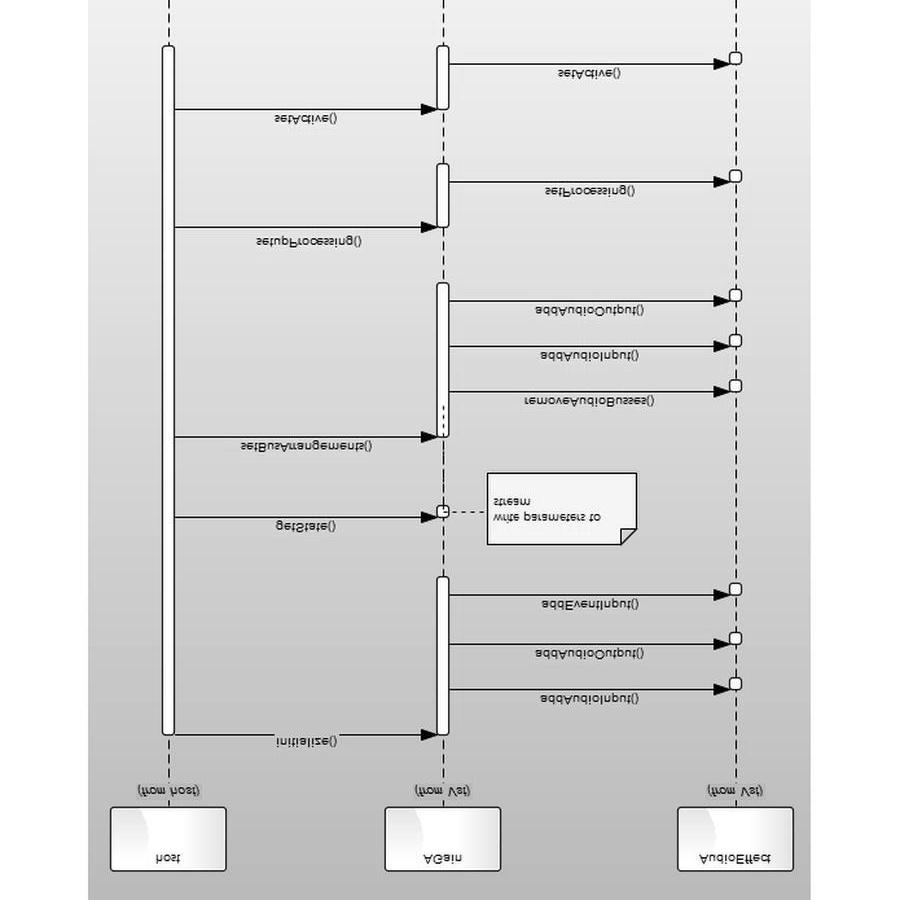 host
AGain
AudioEffect
(from host)
(from Vst)
(from Vst)
initialize()
addAudioInput()
addAudioOutput()
addEventInput()
getState()
write parameters to
stream
setBusArrangements()
removeAudioBusses()
addAudioInput()
addAudioOutput()
setupProcessing()
setProcessing()
setActive()
setActive()